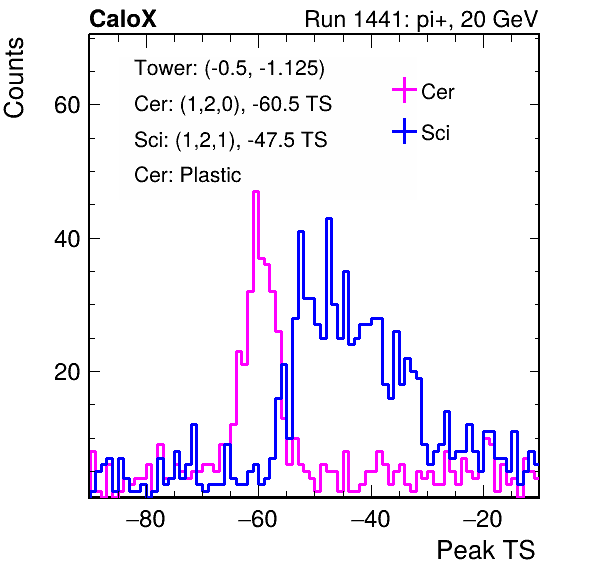 CaloX Run 1441: pi+, 20 GeV
Counts
Tower: (-0.5, -1.125)
Cer: (1,2,0), -60.5 TS
Sci: (1,2,1), -47.5 TS
Cer: Plastic
Cer
Sci
60
40
20
−80 −60 −40 −20
Peak TS